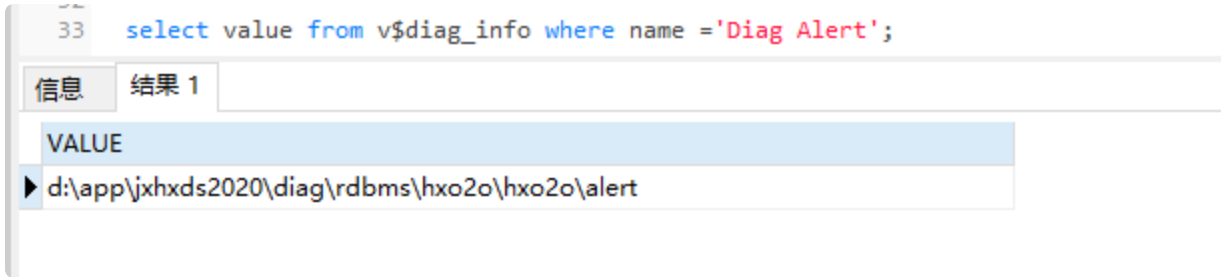 33 select value from v$diag_info where name ='Diag Alert';
信息 结果 1
VALUE
d:\app\jxhxds2020\diag\rdbms\hxo2o\hxo2o\alert